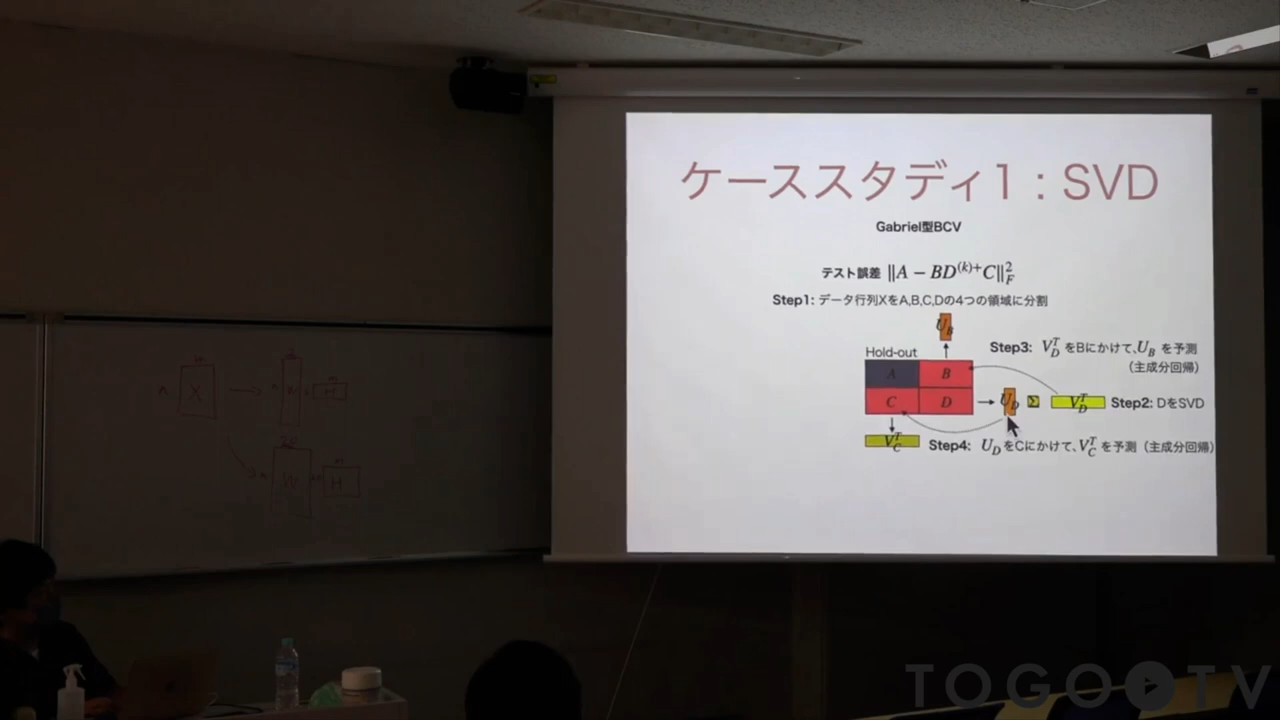 ケーススタディ1：SVD
Gabriel型BCV
テスト誤差 ||A − BD^{(k)+}C||_F^2
Step1: データ行列XをA,B,C,Dの4つの領域に分割
U_B
Hold-out
Step3: V_D^T をBにかけて、U_B を予測
（主成分回帰）
A B
C D
U_D Σ V_D^T Step2: DをSVD
V_C^T
Step4: U_D をCにかけて、V_C^T を予測（主成分回帰）
X
W H
TOGOTV